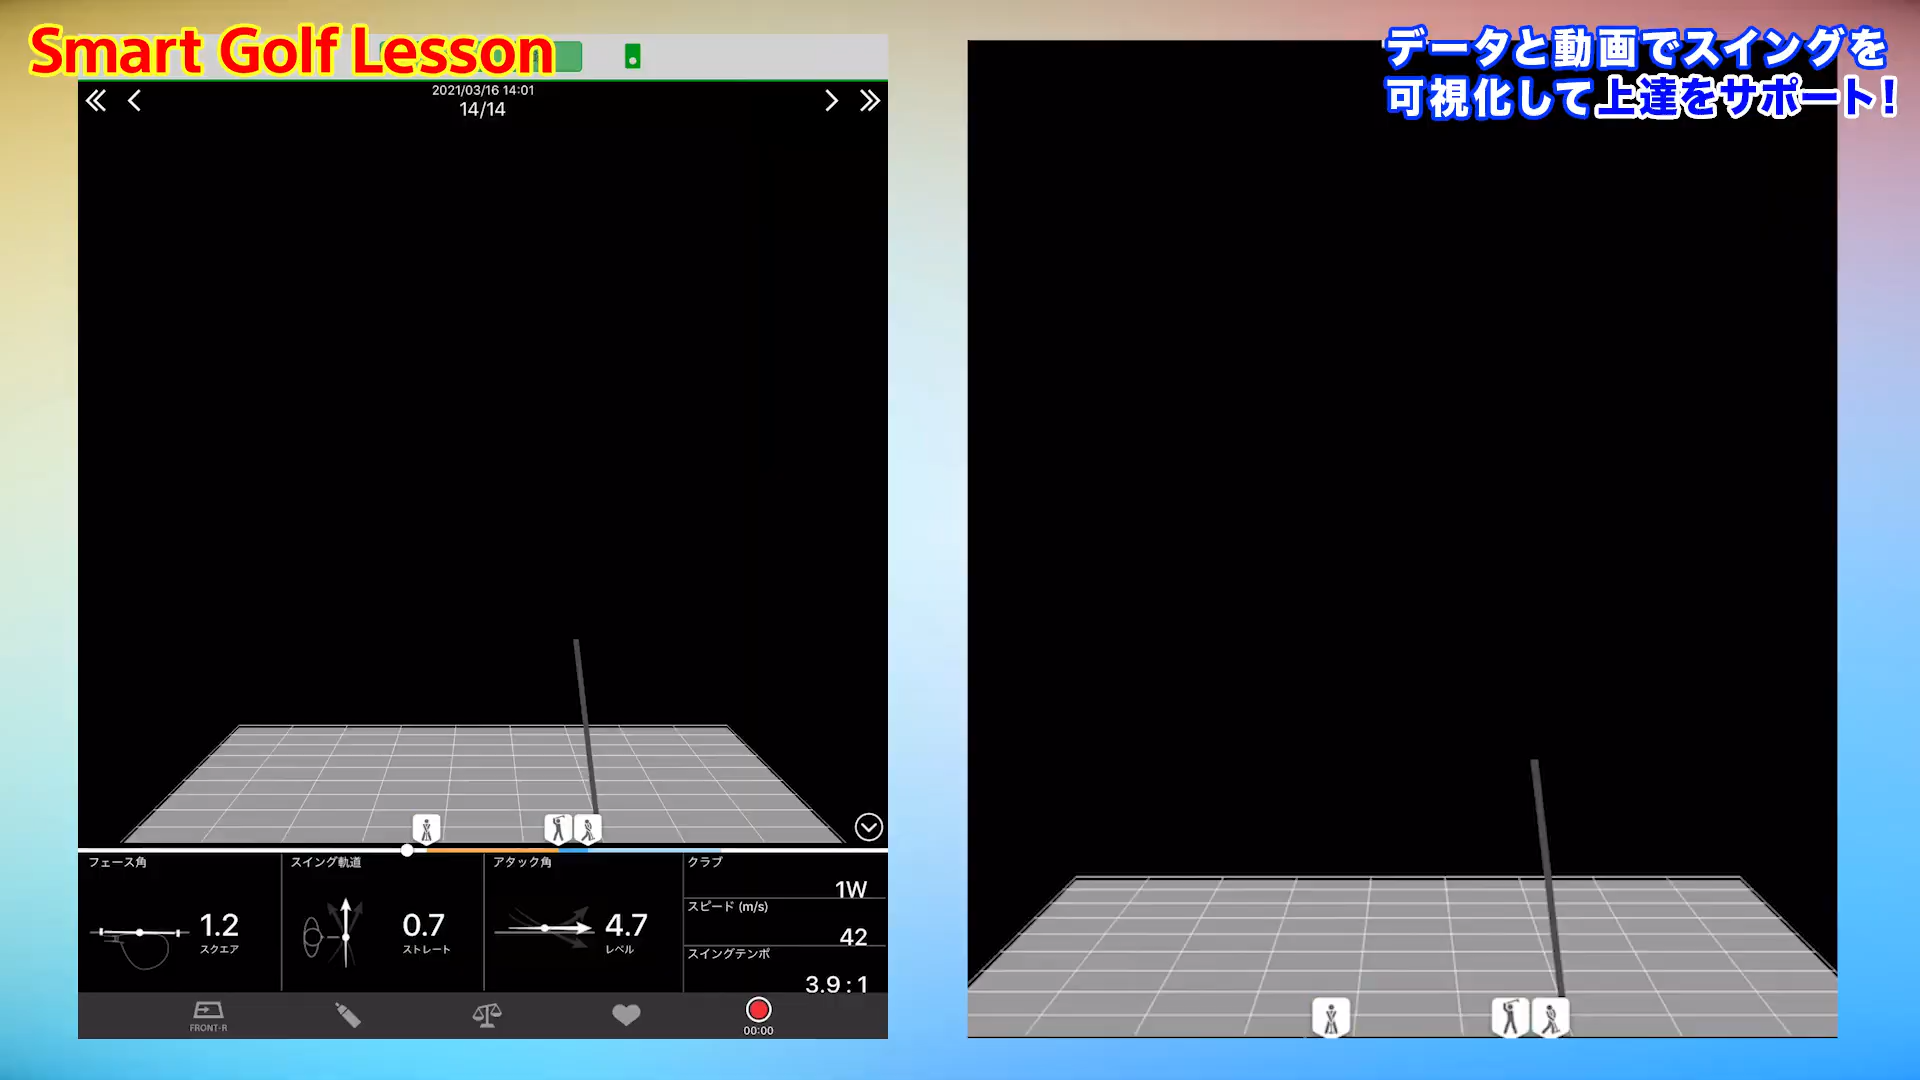 Smart Golf Lesson
データと動画でスイングを
可視化して上達をサポート!
2021/03/16 14:01
14/14
フェース角
1.2
スクエア
スイング軌道
0.7
ストレート
アタック角
4.7
レベル
クラブ
1W
スピード (m/s)
42
スイングテンポ
3.9 : 1
FRONT-R
00:00